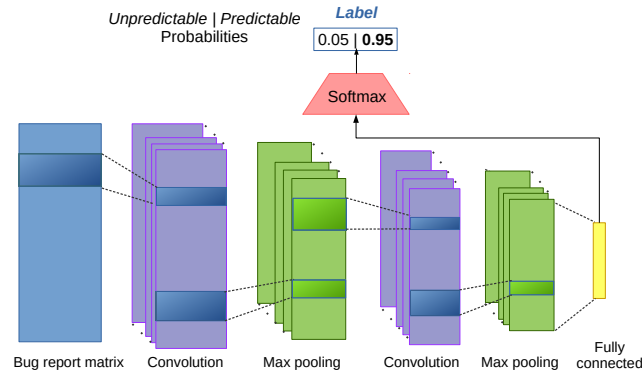 Label
Unpredictable | Predictable
Probabilities
0.05 | 0.95
Softmax
Bug report matrix
Convolution
Max pooling
Convolution
Max pooling
Fully
connected